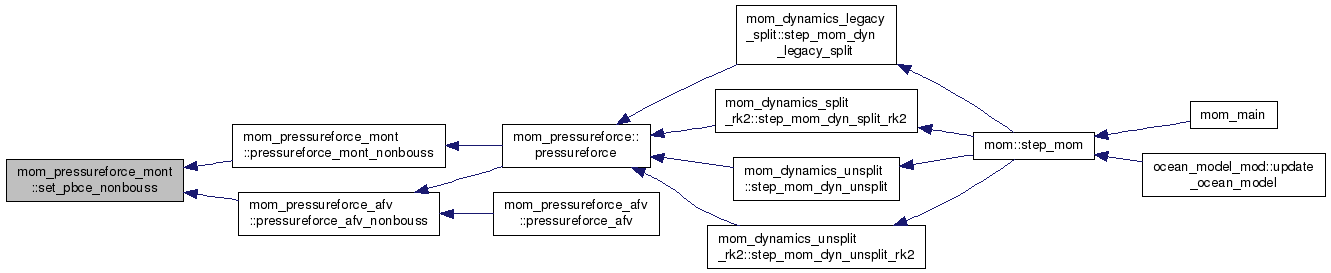 mom_pressureforce_mont
::set_pbce_nonbouss
mom_pressureforce_mont
::pressureforce_mont_nonbouss
mom_pressureforce_afv
::pressureforce_afv_nonbouss
mom_pressureforce::
pressureforce
mom_pressureforce_afv
::pressureforce_afv
mom_dynamics_legacy
_split::step_mom_dyn
_legacy_split
mom_dynamics_split
_rk2::step_mom_dyn_split_rk2
mom_dynamics_unsplit
::step_mom_dyn_unsplit
mom_dynamics_unsplit
_rk2::step_mom_dyn_unsplit_rk2
mom::step_mom
mom_main
ocean_model_mod::update
_ocean_model